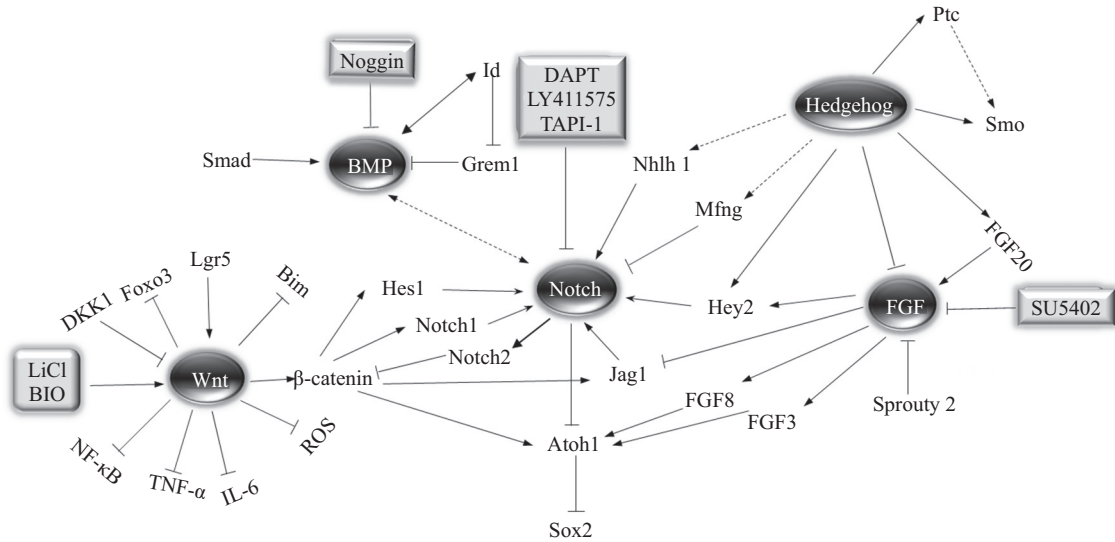 Ptc
Noggin
Id
DAPT
LY411575
TAPI-1
Hedgehog
Smo
Smad
BMP
Grem1
Nhlh 1
Mfng
FGF20
Lgr5
Foxo3
Bim
DKK1
Hes1
Notch
Hey2
FGF
SU5402
Notch1
Notch2
LiCl
BIO
Wnt
β-catenin
Jag1
FGF8
FGF3
Sprouty 2
NF-κB
TNF-α
IL-6
ROS
Atoh1
Sox2